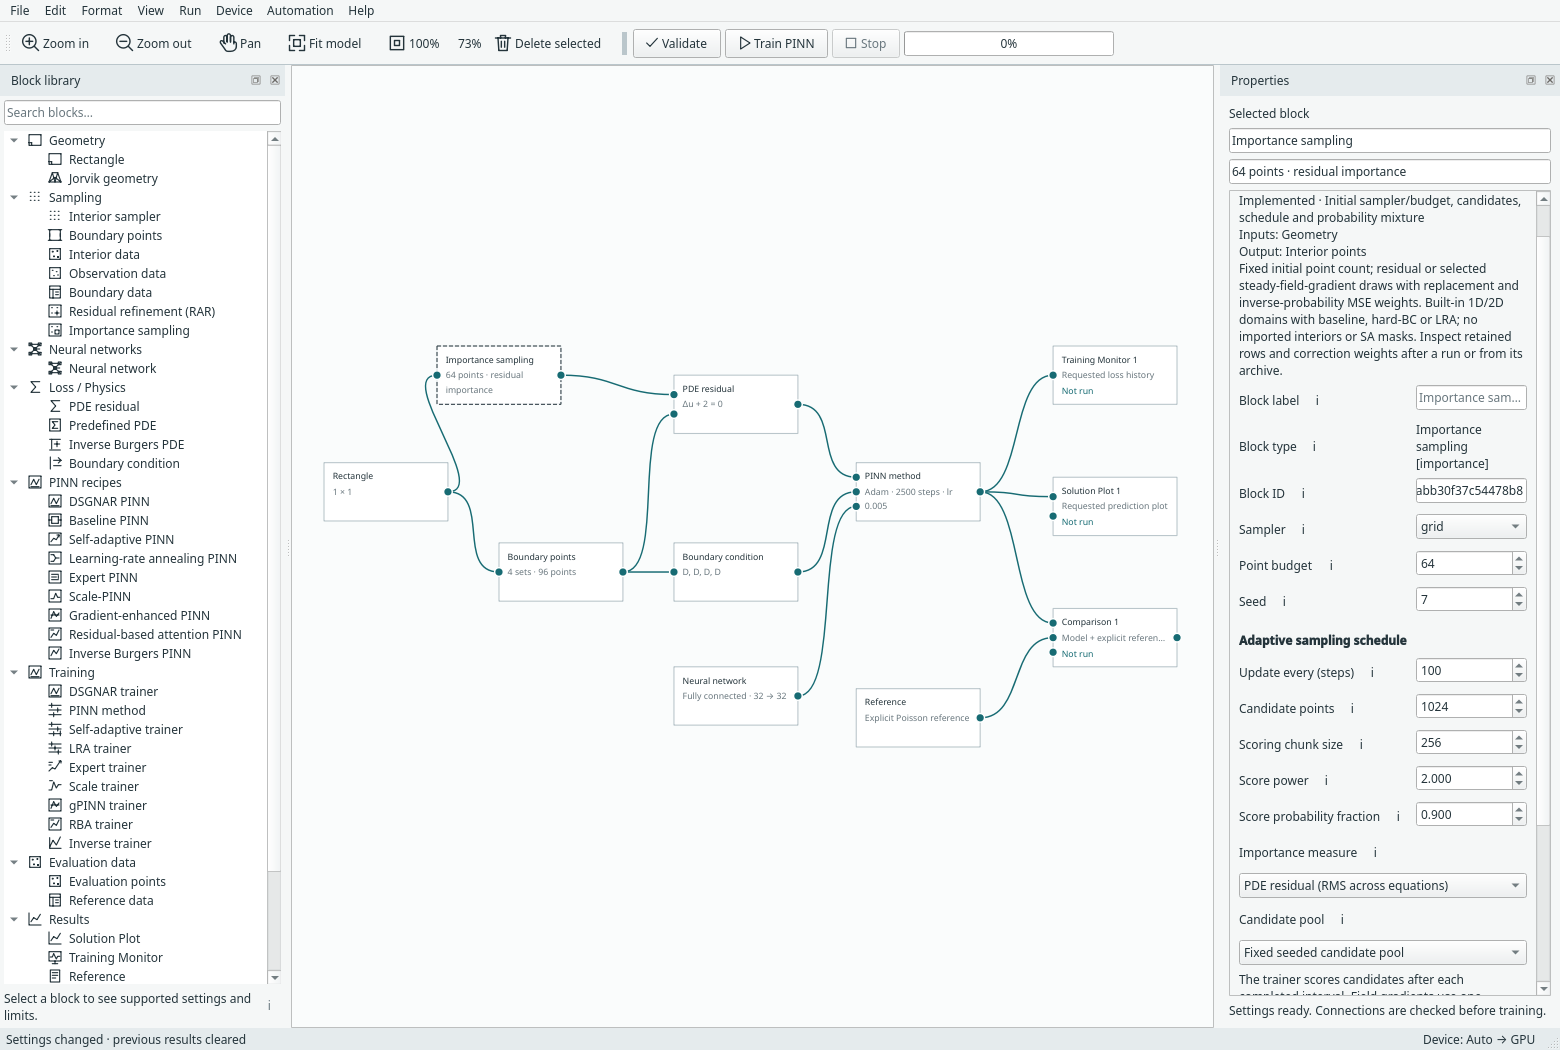 File Edit Format View Run Device Automation Help
Zoom in Zoom out Pan Fit model 100% 73% Delete selected Validate Train PINN Stop 0%
Block library
Search blocks...
Geometry
Rectangle
Jorvik geometry
Sampling
Interior sampler
Boundary points
Interior data
Observation data
Boundary data
Residual refinement (RAR)
Importance sampling
Neural networks
Neural network
Loss / Physics
PDE residual
Predefined PDE
Inverse Burgers PDE
Boundary condition
PINN recipes
DSGNAR PINN
Baseline PINN
Self-adaptive PINN
Learning-rate annealing PINN
Expert PINN
Scale-PINN
Gradient-enhanced PINN
Residual-based attention PINN
Inverse Burgers PINN
Training
DSGNAR trainer
PINN method
Self-adaptive trainer
LRA trainer
Expert trainer
Scale trainer
gPINN trainer
RBA trainer
Inverse trainer
Evaluation data
Evaluation points
Reference data
Results
Solution Plot
Training Monitor
Reference
Select a block to see supported settings and
limits.
i
Importance sampling
64 points · residual
importance
PDE residual
Δu + 2 = 0
Rectangle
1 × 1
Boundary points
4 sets · 96 points
Boundary condition
D, D, D, D
Neural network
Fully connected · 32 → 32
PINN method
Adam · 2500 steps · lr
0.005
Reference
Explicit Poisson reference
Training Monitor 1
Requested loss history
Not run
Solution Plot 1
Requested prediction plot
Not run
Comparison 1
Model + explicit referen...
Not run
Properties
Selected block
Importance sampling
64 points · residual importance
Implemented · Initial sampler/budget, candidates,
schedule and probability mixture
Inputs: Geometry
Output: Interior points
Fixed initial point count; residual or selected
steady-field-gradient draws with replacement and
inverse-probability MSE weights. Built-in 1D/2D
domains with baseline, hard-BC or LRA; no
imported interiors or SA masks. Inspect retained
rows and correction weights after a run or from its
archive.
Block label i Importance sam...
Block type i Importance
sampling
[importance]
Block ID i abb30f37c54478b8
Sampler i grid
Point budget i 64
Seed i 7
Adaptive sampling schedule
Update every (steps) i 100
Candidate points i 1024
Scoring chunk size i 256
Score power i 2.000
Score probability fraction i 0.900
Importance measure i
PDE residual (RMS across equations)
Candidate pool i
Fixed seeded candidate pool
The trainer scores candidates after each
completed interval. Field gradients use one
Settings ready. Connections are checked before training.
Settings changed · previous results cleared
Device: Auto → GPU